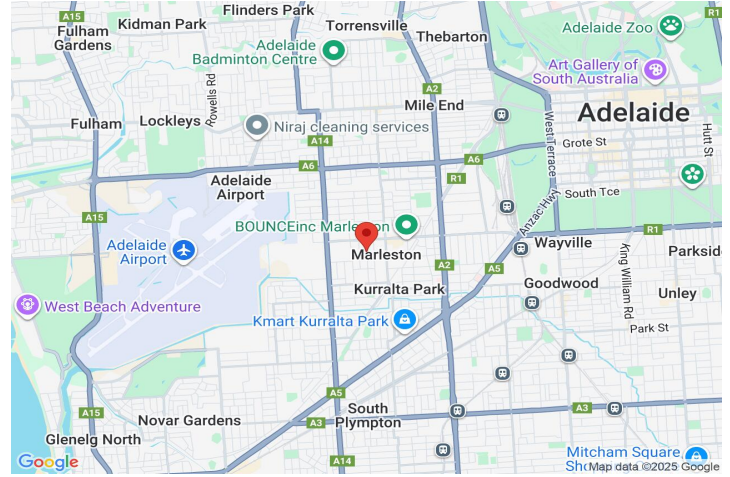 A15
Flinders Park
Kidman Park
Torrensville
R1
Fulham
Gardens
Thebarton
Adelaide Zoo
Adelaide
Badminton Centre
Art Gallery of
South Australia
Rowells Rd
A2
Mile End
Adelaide
Fulham
Lockleys
Niraj cleaning services
West Terrace
Hutt St
A14
Grote St
A6
A6
Adelaide
Airport
R1
South Tce
A15
BOUNCEinc Marleston
Anzac Hwy
R1
Adelaide
Airport
Marleston
Wayville
Parkside
A2
A5
Kurralta Park
Goodwood
King William Rd
Unley
West Beach Adventure
Kmart Kurralta Park
Park St
A5
A15
Novar Gardens
A3
South
Plympton
A3
Glenelg North
A14
Mitcham Square
Google
Map data ©2025 Google